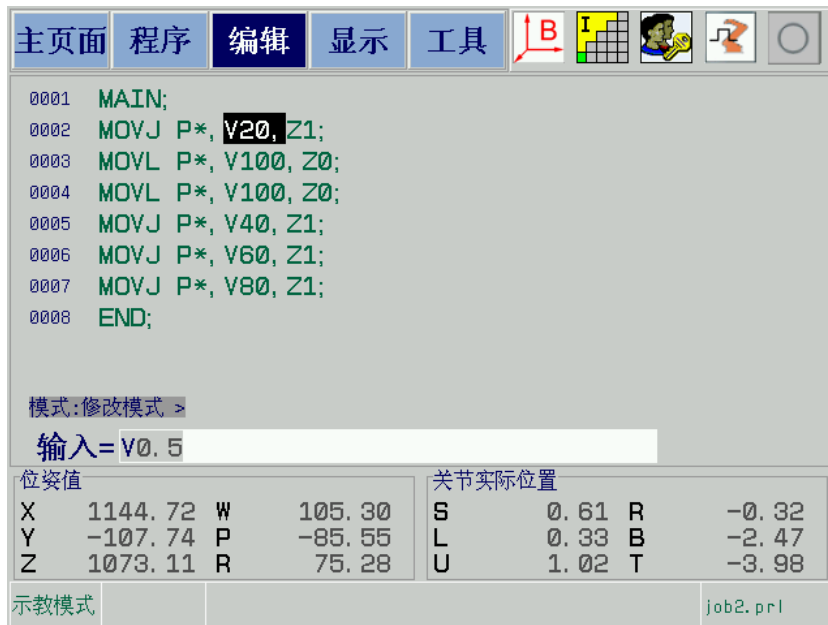 主页面 程序 编辑 显示 工具 B I
0001 MAIN;
0002 MOVJ P*, V20, Z1;
0003 MOVL P*, V100, Z0;
0004 MOVL P*, V100, Z0;
0005 MOVJ P*, V40, Z1;
0006 MOVJ P*, V60, Z1;
0007 MOVJ P*, V80, Z1;
0008 END;
模式:修改模式 >
输入= V0.5
位姿值
X 1144.72 W 105.30
Y -107.74 P -85.55
Z 1073.11 R 75.28
关节实际位置
S 0.61 R -0.32
L 0.33 B -2.47
U 1.02 T -3.98
示教模式 job2.prl